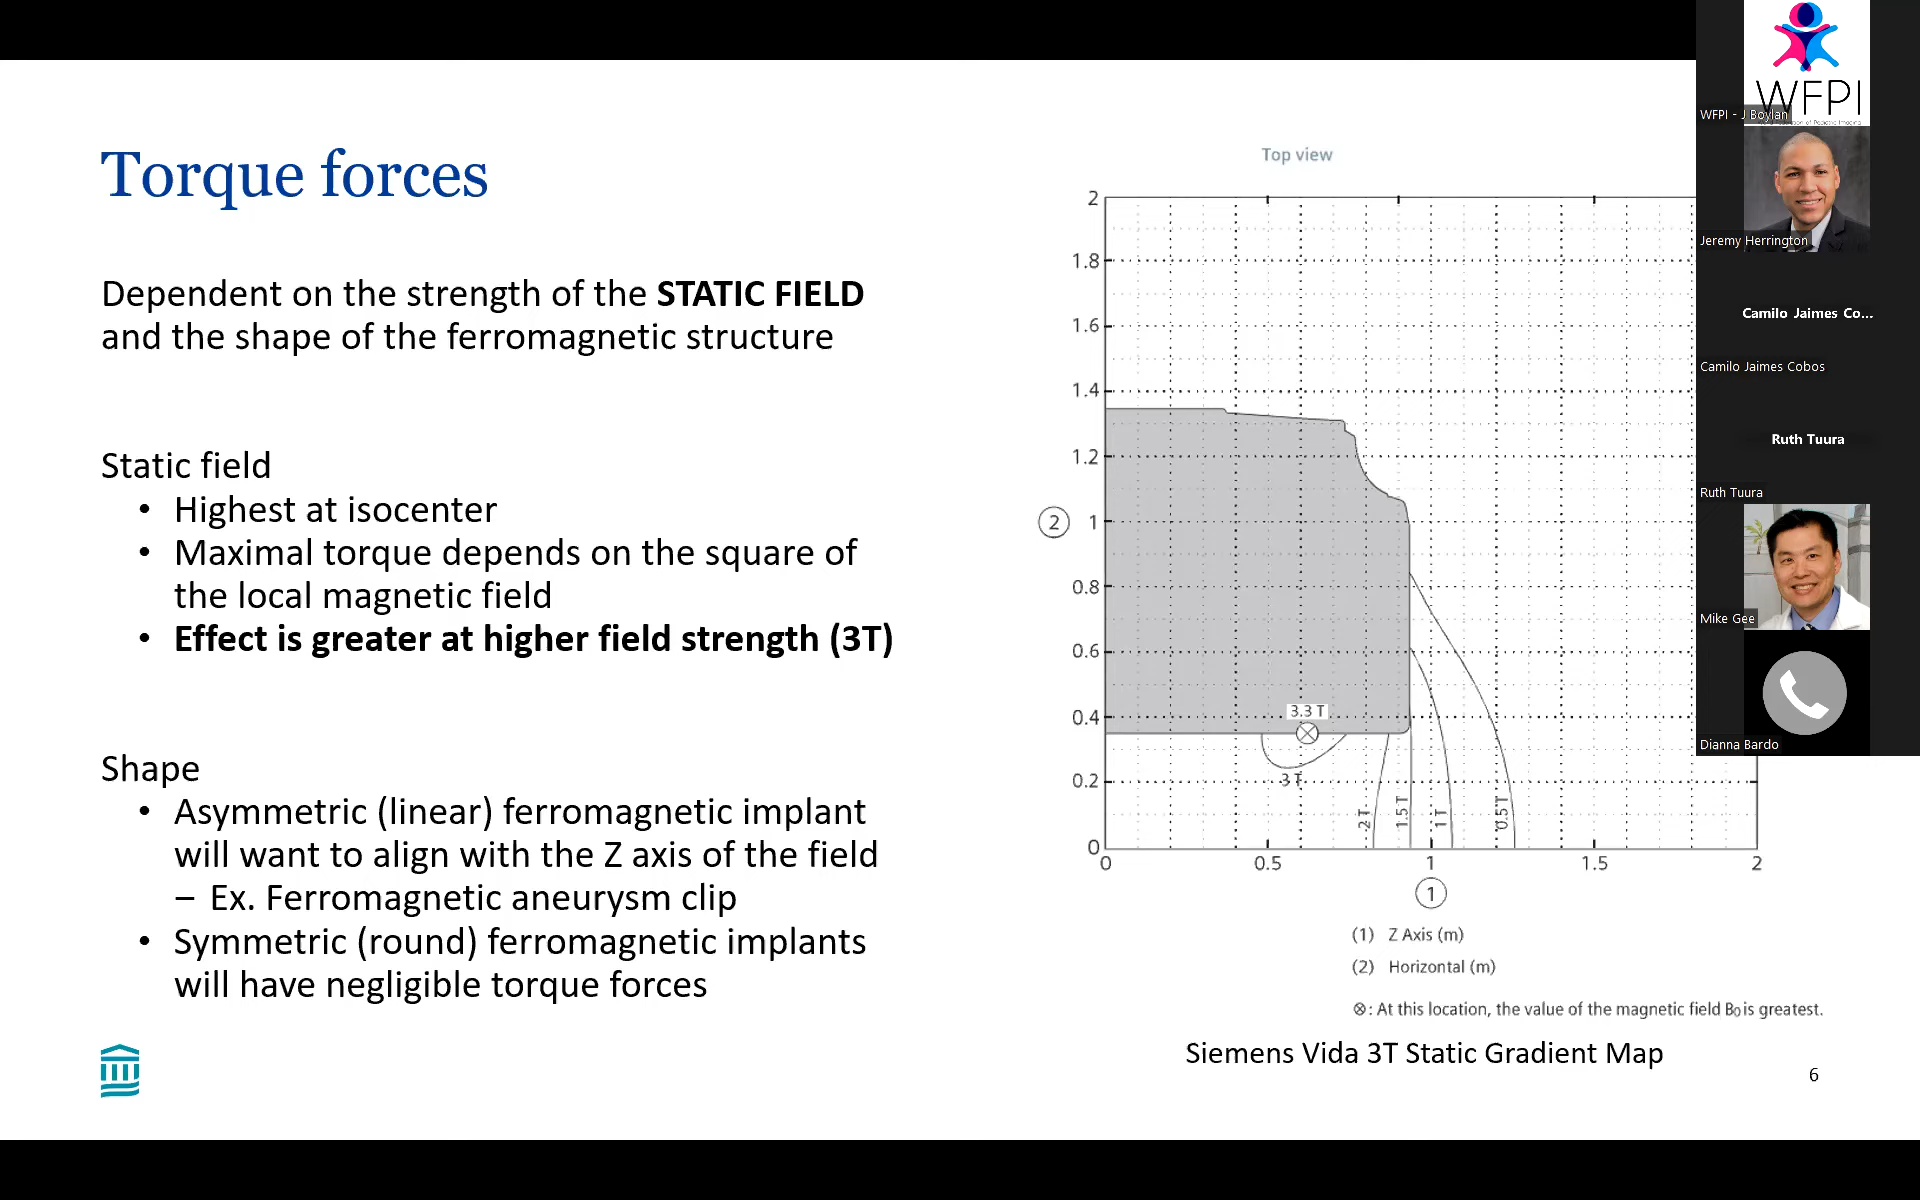 Torque forces
Dependent on the strength of the STATIC FIELD
and the shape of the ferromagnetic structure
Static field
• Highest at isocenter
• Maximal torque depends on the square of
the local magnetic field
• Effect is greater at higher field strength (3T)
Shape
• Asymmetric (linear) ferromagnetic implant
will want to align with the Z axis of the field
– Ex. Ferromagnetic aneurysm clip
• Symmetric (round) ferromagnetic implants
will have negligible torque forces
Top view
2
1.8
1.6
1.4
1.2
2 1
0.8
0.6
0.4
0.2
0
3.3 T
3 T
2 T
1.5 T
1 T
0.5 T
0 0.5 1 1.5 2
1
(1) Z Axis (m)
(2) Horizontal (m)
⊗: At this location, the value of the magnetic field B0 is greatest.
Siemens Vida 3T Static Gradient Map
6
WFPI
WFPI - J Boylan
Jeremy Herrington
Camilo Jaimes Co...
Camilo Jaimes Cobos
Ruth Tuura
Ruth Tuura
Mike Gee
Dianna Bardo